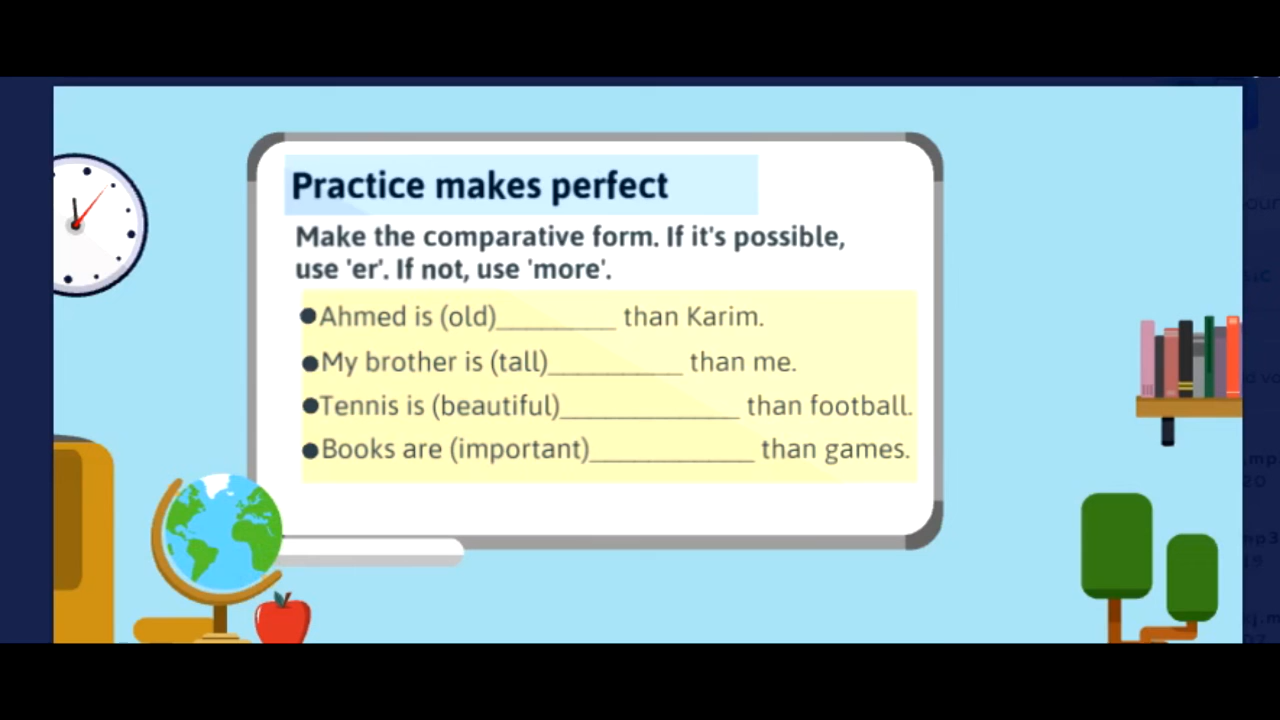 Practice makes perfect
Make the comparative form. If it's possible,
use 'er'. If not, use 'more'.
●Ahmed is (old)_________ than Karim.
●My brother is (tall)__________ than me.
●Tennis is (beautiful)_____________ than football.
●Books are (important)____________ than games.